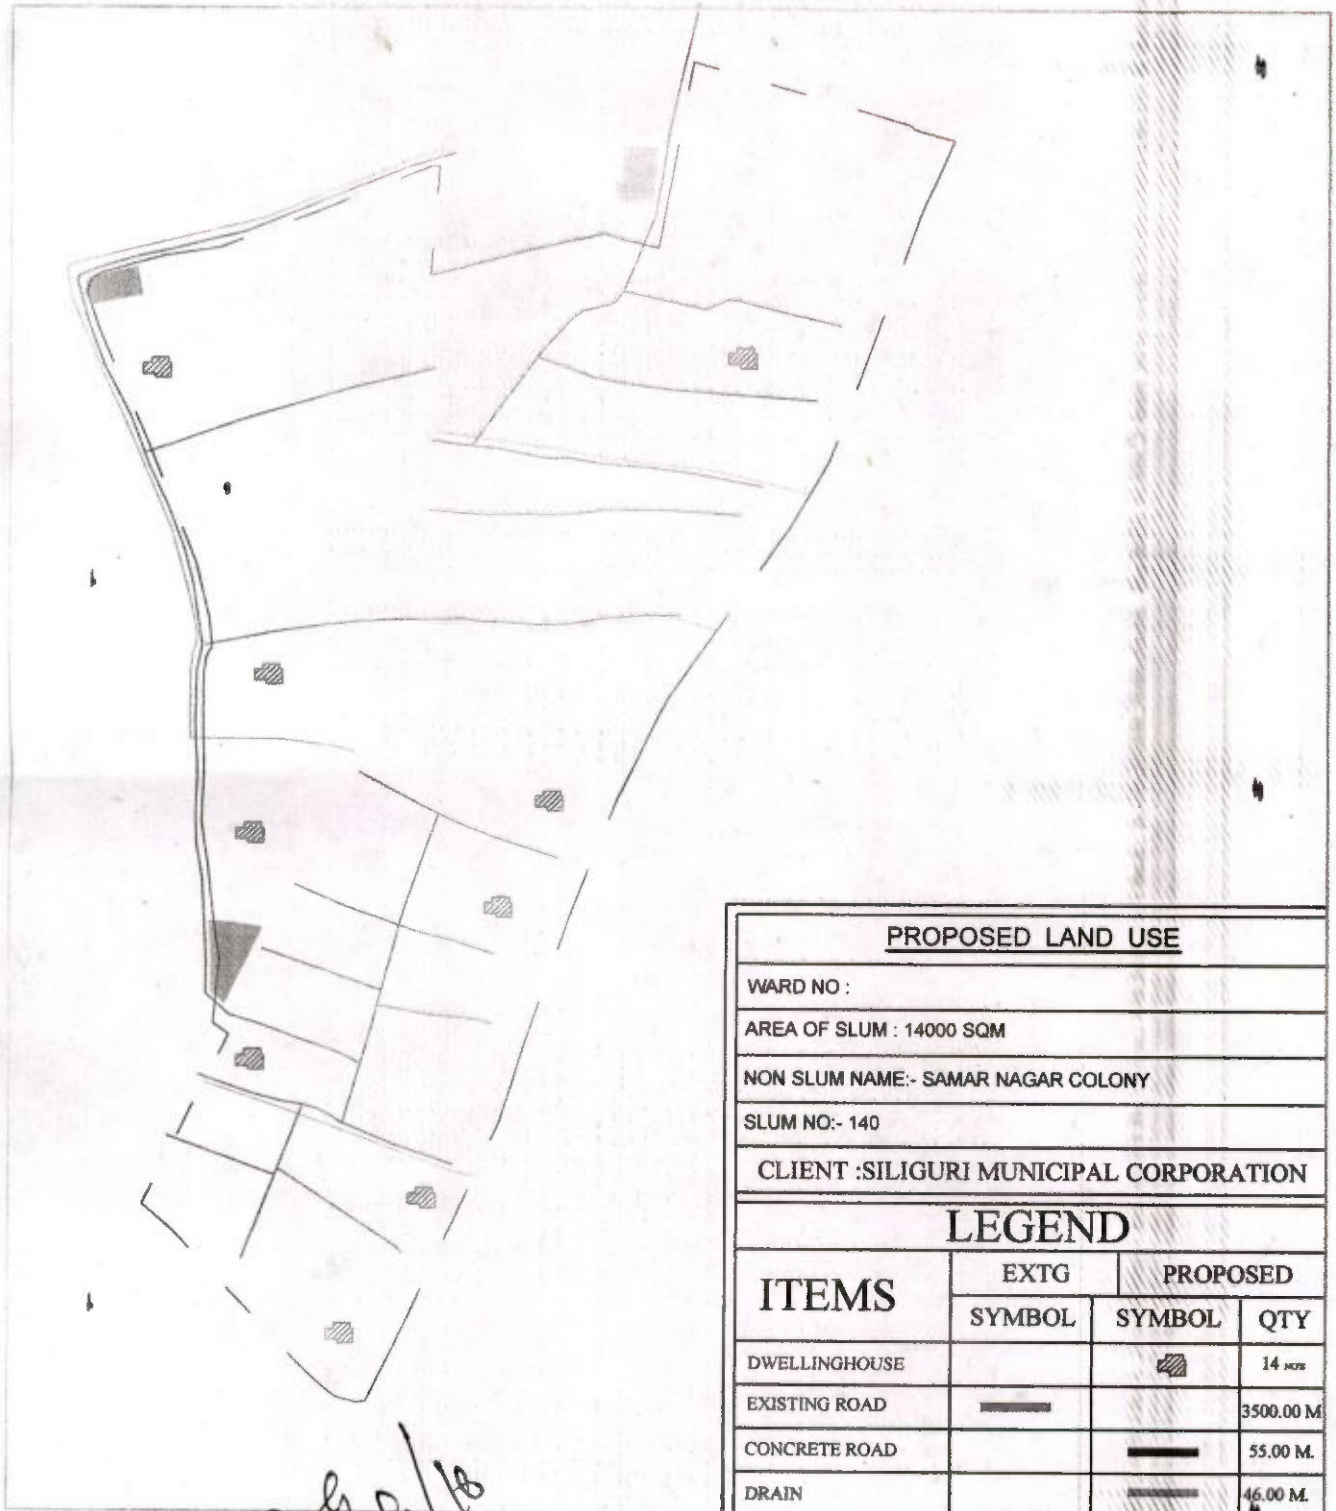 PROPOSED LAND USE
WARD NO :
AREA OF SLUM : 14000 SQM
NON SLUM NAME:- SAMAR NAGAR COLONY
SLUM NO:- 140
CLIENT :SILIGURI MUNICIPAL CORPORATION
LEGEND
ITEMS EXTG PROPOSED
SYMBOL SYMBOL QTY
DWELLINGHOUSE 14 NOS
EXISTING ROAD 3500.00 M
CONCRETE ROAD 55.00 M.
DRAIN 46.00 M.